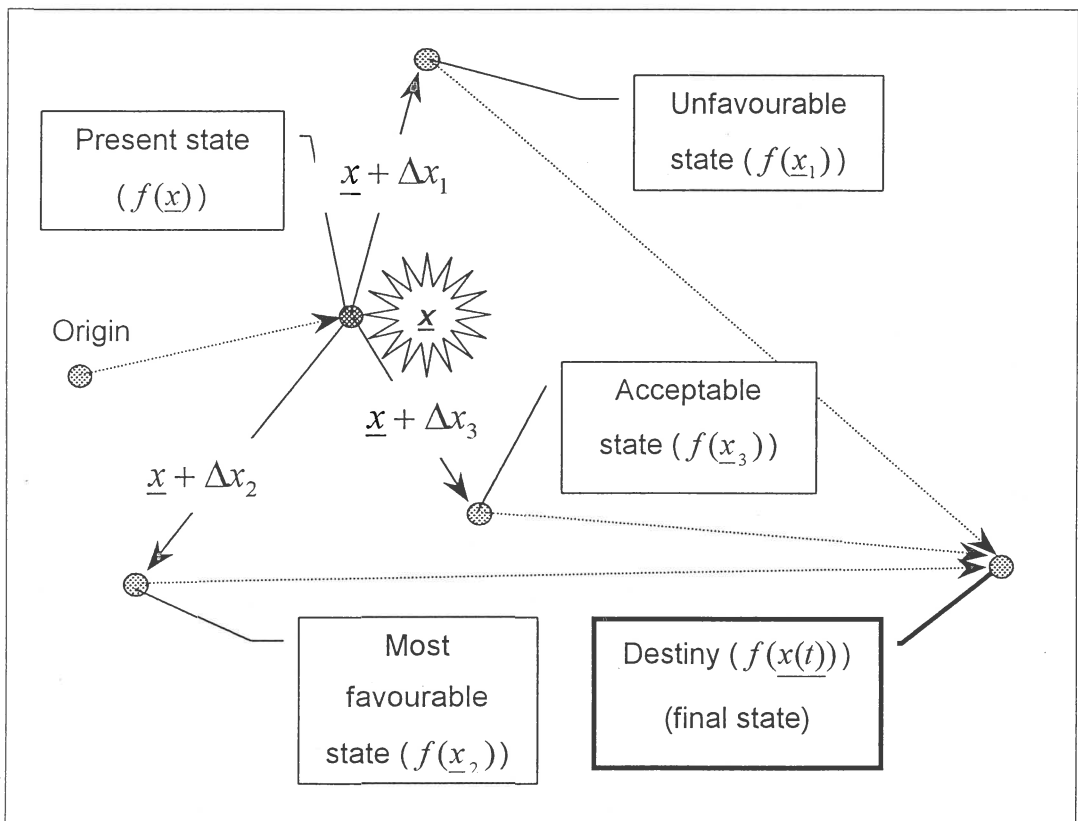 Present state
(f(x))
x + Δx₁
Unfavourable
state (f(x₁))
Origin
x
x + Δx₃
Acceptable
state (f(x₃))
x + Δx₂
Most
favourable
state (f(x₂))
Destiny (f(x(t)))
(final state)